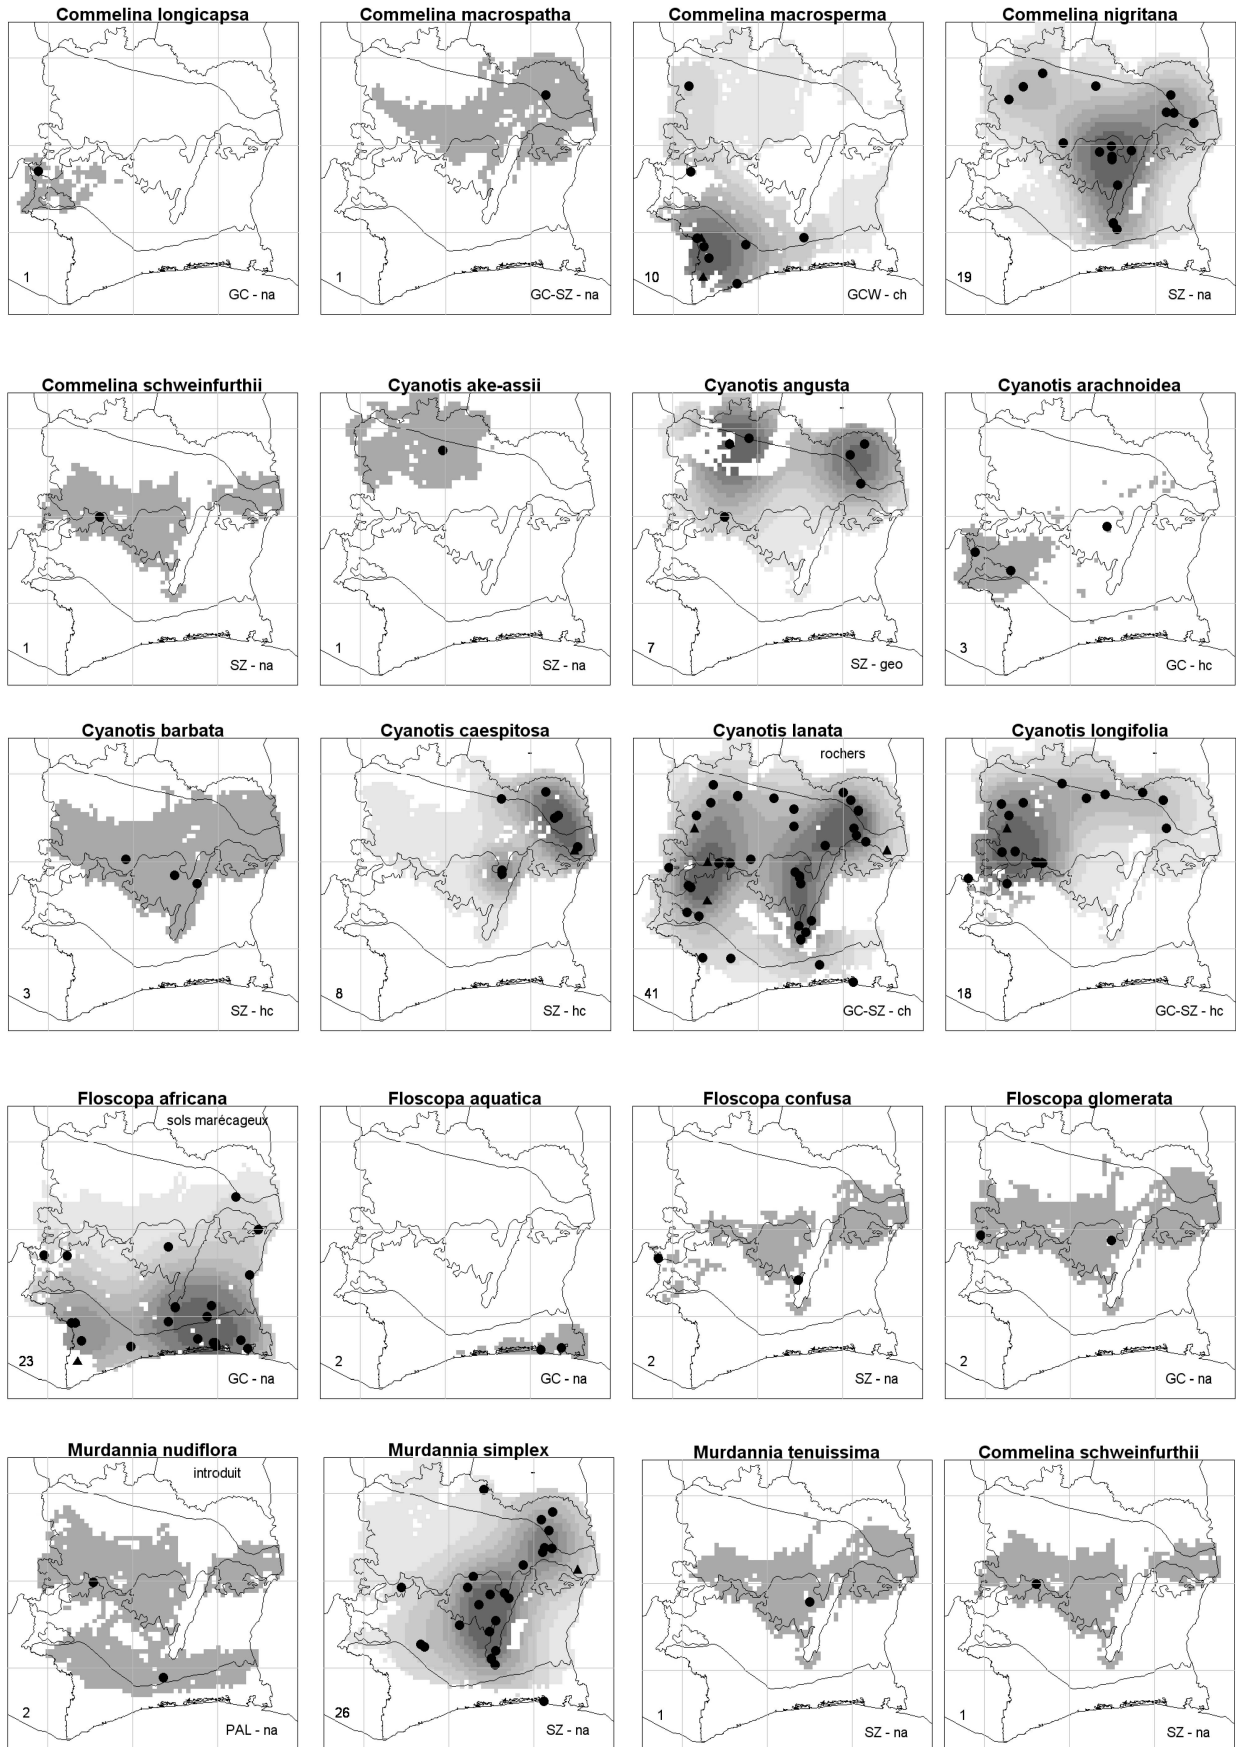 Commelina longicapsa
1
GC - na
Commelina macrospatha
1
GC-SZ - na
Commelina macrosperma
10
GCW - ch
Commelina nigritana
19
SZ - na
Commelina schweinfurthii
1
SZ - na
Cyanotis ake-assii
1
SZ - na
Cyanotis angusta
7
SZ - geo
Cyanotis arachnoidea
3
GC - hc
Cyanotis barbata
3
SZ - hc
Cyanotis caespitosa
8
SZ - hc
Cyanotis lanata
rochers
41
GC-SZ - ch
Cyanotis longifolia
18
GC-SZ - hc
Floscopa africana
sols marécageux
23
GC - na
Floscopa aquatica
2
GC - na
Floscopa confusa
2
SZ - na
Floscopa glomerata
2
GC - na
Murdannia nudiflora
introduit
2
PAL - na
Murdannia simplex
26
SZ - na
Murdannia tenuissima
1
SZ - na
Commelina schweinfurthii
1
SZ - na